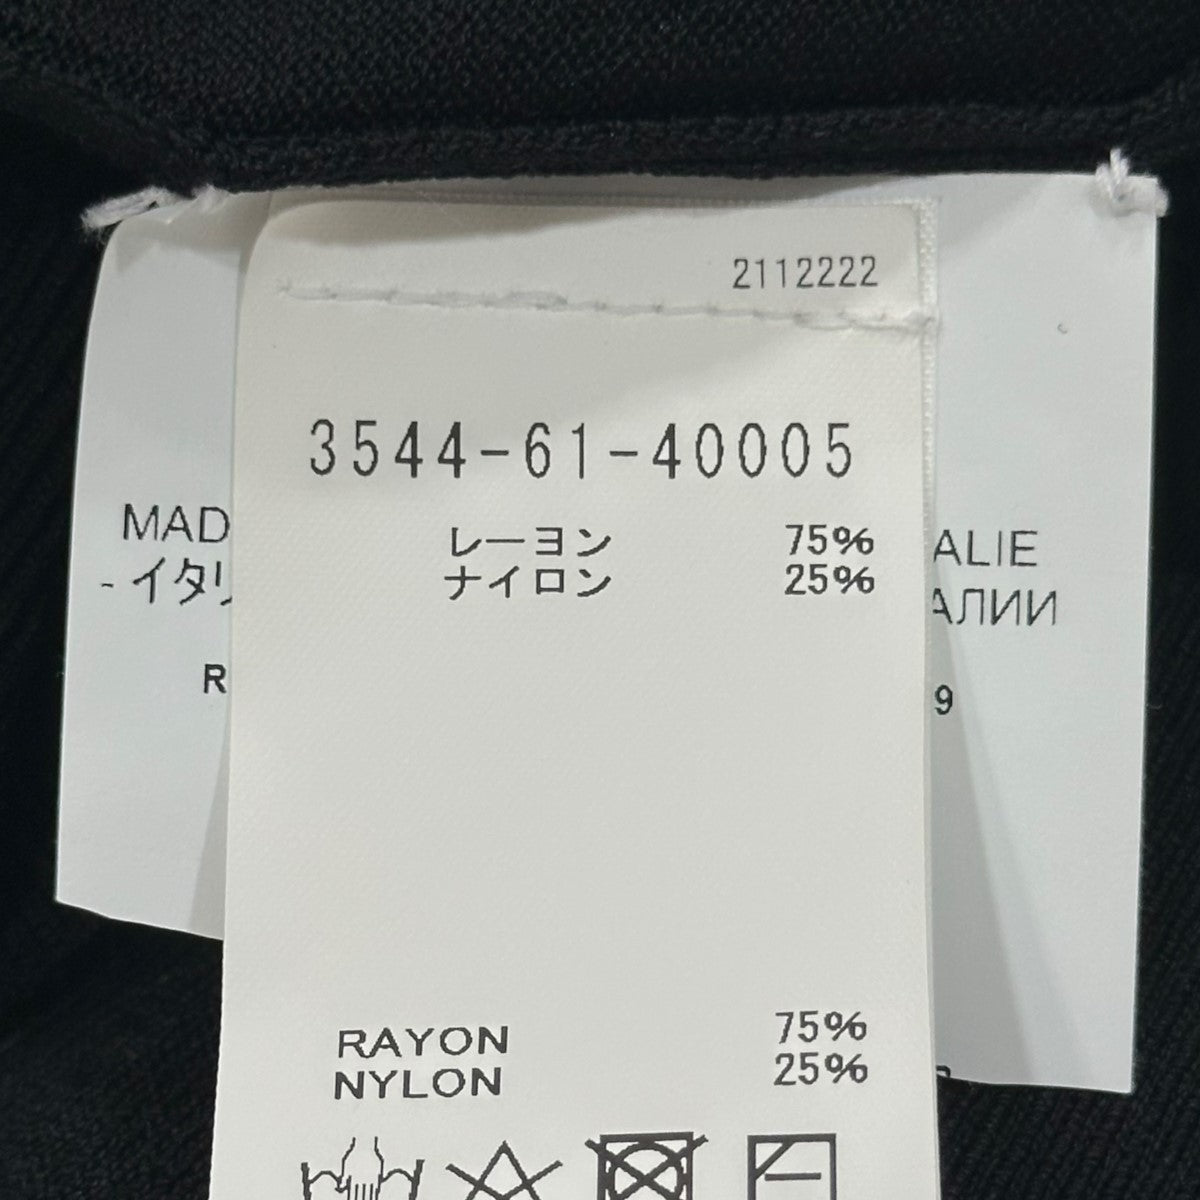 2112222
3544-61-40005
レーヨン 75%
ナイロン 25%
RAYON 75%
NYLON 25%
MAD
ALIE
- イタリ
АЛИИ
R
9